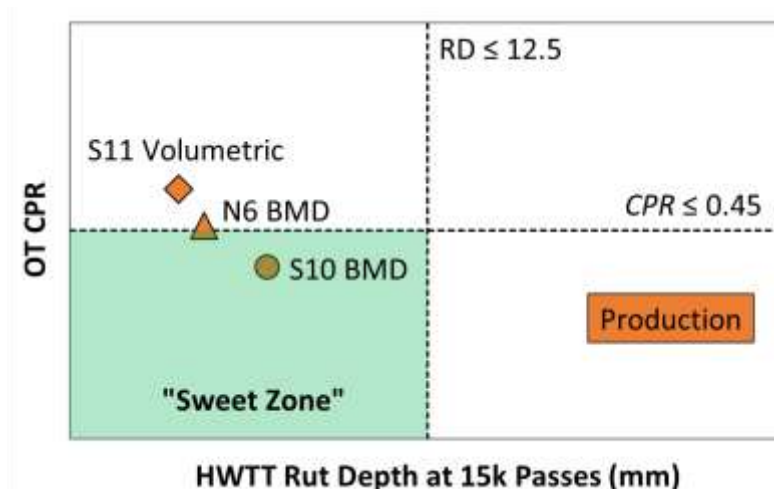 RD ≤ 12.5
S11 Volumetric
N6 BMD
CPR ≤ 0.45
OT CPR
S10 BMD
Production
"Sweet Zone"
HWTT Rut Depth at 15k Passes (mm)